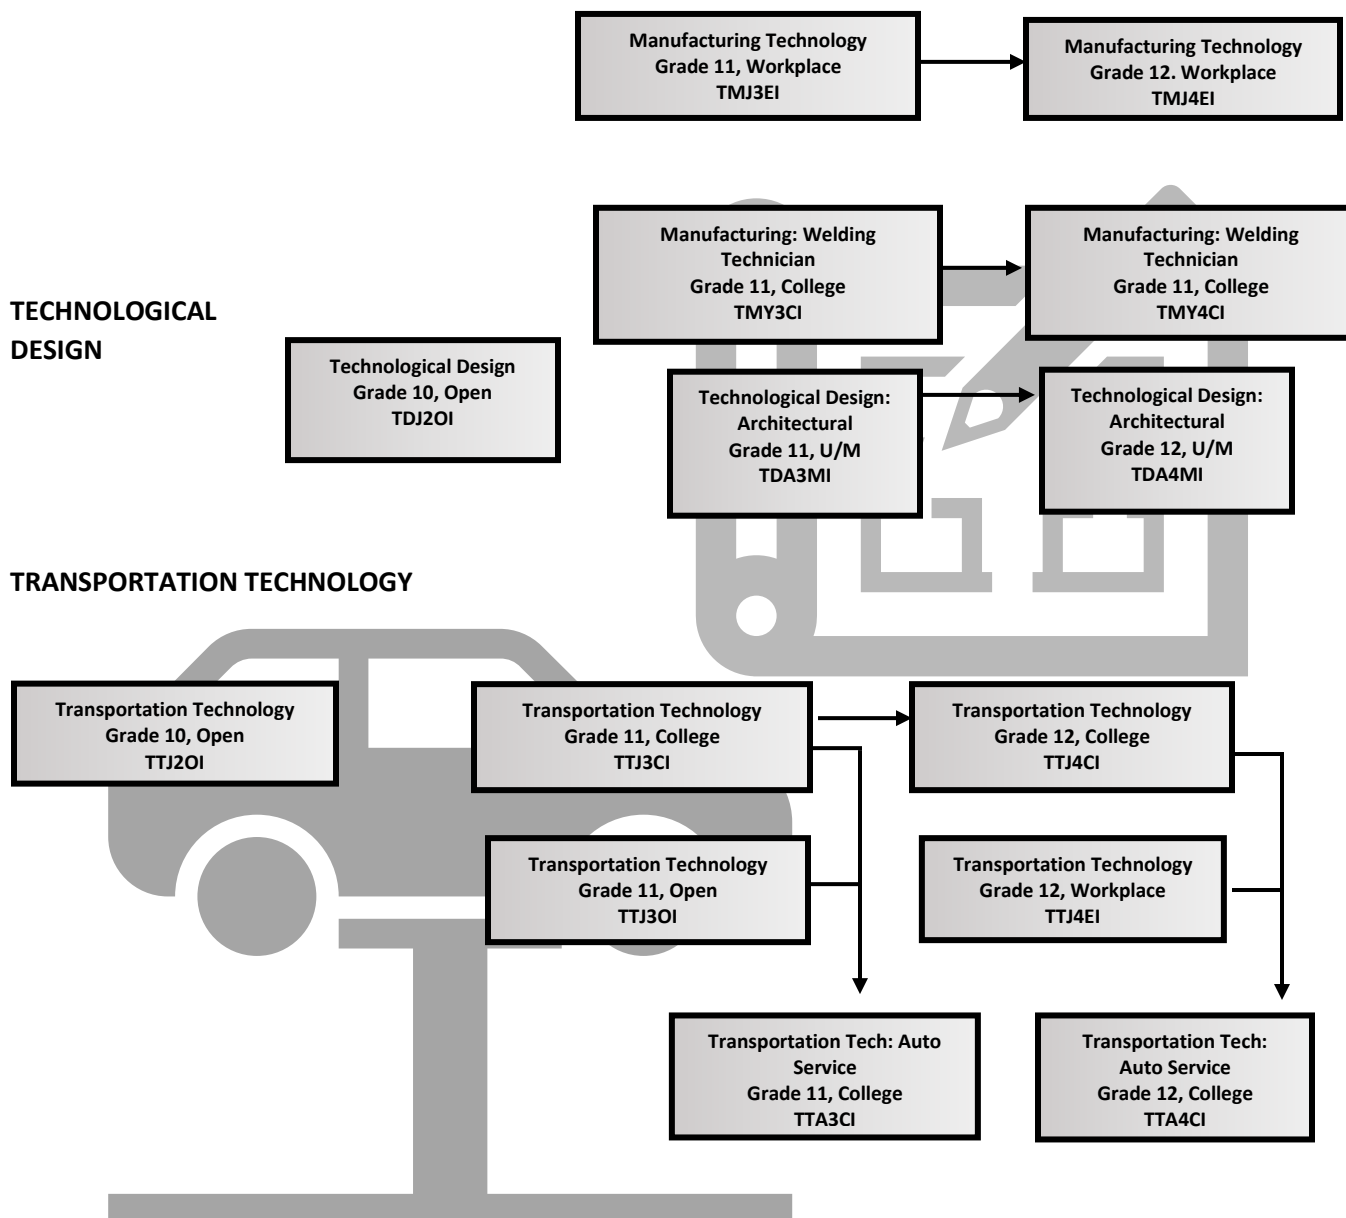 Manufacturing Technology
Grade 11, Workplace
TMJ3EI
Manufacturing Technology
Grade 12. Workplace
TMJ4EI
Manufacturing: Welding
Technician
Grade 11, College
TMY3CI
Manufacturing: Welding
Technician
Grade 11, College
TMY4CI
TECHNOLOGICAL
DESIGN
Technological Design
Grade 10, Open
TDJ2OI
Technological Design:
Architectural
Grade 11, U/M
TDA3MI
Technological Design:
Architectural
Grade 12, U/M
TDA4MI
TRANSPORTATION TECHNOLOGY
Transportation Technology
Grade 10, Open
TTJ2OI
Transportation Technology
Grade 11, College
TTJ3CI
Transportation Technology
Grade 12, College
TTJ4CI
Transportation Technology
Grade 11, Open
TTJ3OI
Transportation Technology
Grade 12, Workplace
TTJ4EI
Transportation Tech: Auto
Service
Grade 11, College
TTA3CI
Transportation Tech:
Auto Service
Grade 12, College
TTA4CI